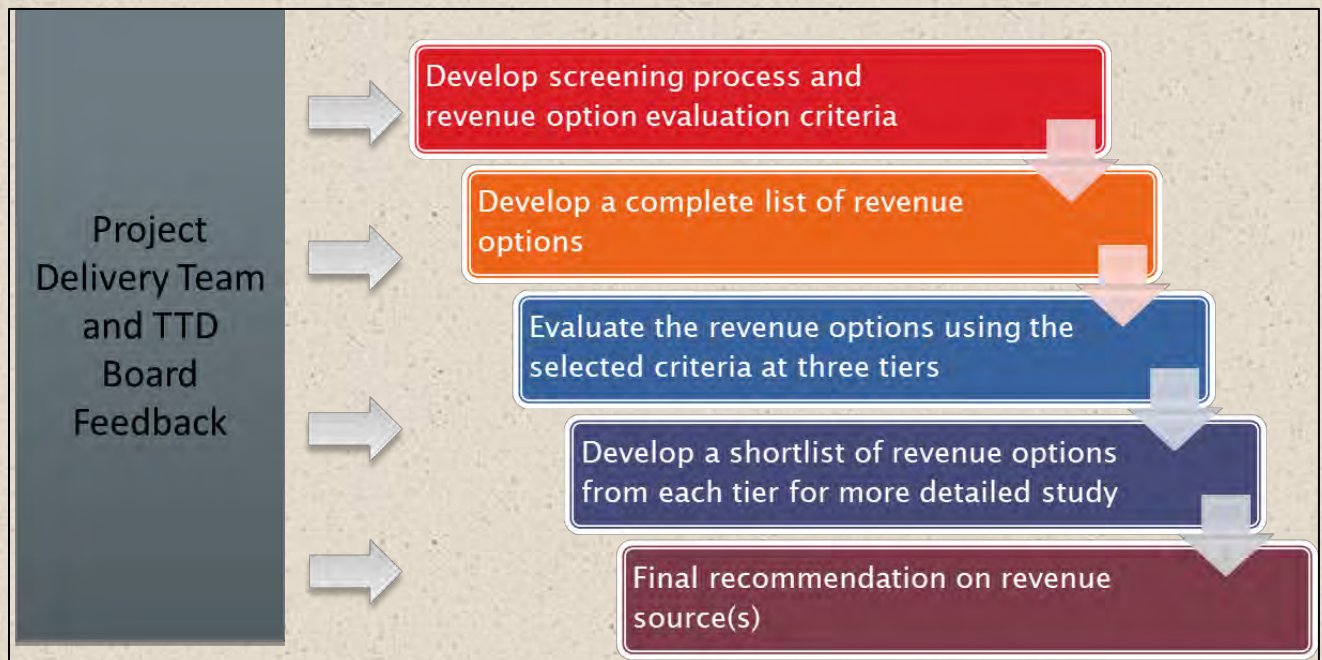 Project
Delivery Team
and TTD
Board
Feedback
Develop screening process and
revenue option evaluation criteria
Develop a complete list of revenue
options
Evaluate the revenue options using the
selected criteria at three tiers
Develop a shortlist of revenue options
from each tier for more detailed study
Final recommendation on revenue
source(s)